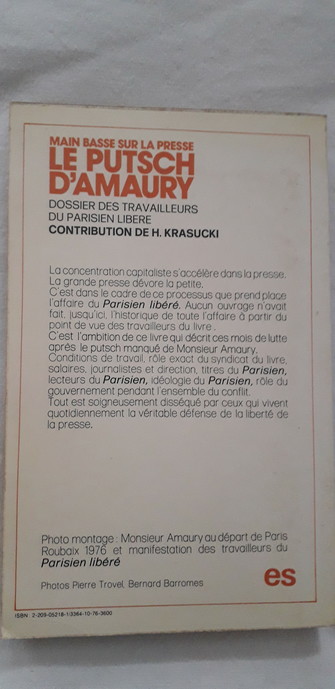 MAIN BASSE SUR LA PRESSE
LE PUTSCH
D'AMAURY
DOSSIER DES TRAVAILLEURS
DU PARISIEN LIBERE
CONTRIBUTION DE H. KRASUCKI
La concentration capitaliste s'accélère dans la presse.
La grande presse dévore la petite.
C'est dans le cadre de ce processus que prend place
l'affaire du Parisien libéré. Aucun ouvrage n'avait
fait, jusqu'ici, l'historique de toute l'affaire à partir du
point de vue des travailleurs du livre.
C'est l'ambition de ce livre qui décrit ces mois de lutte
après le putsch manqué de Monsieur Amaury.
Conditions de travail, rôle exact du syndicat du livre,
salaires, journalistes et direction, titres du Parisien,
lecteurs du Parisien, idéologie du Parisien, rôle du
gouvernement pendant l'ensemble du conflit.
Tout est soigneusement disséqué par ceux qui vivent
quotidiennement la véritable défense de la liberté de
la presse.
Photo montage : Monsieur Amaury au départ de Paris
Roubaix 1976 et manifestation des travailleurs du
Parisien libéré
Photos Pierre Trovel, Bernard Barromes
es
ISBN 2-209-05218-1/3364-10-76-3600